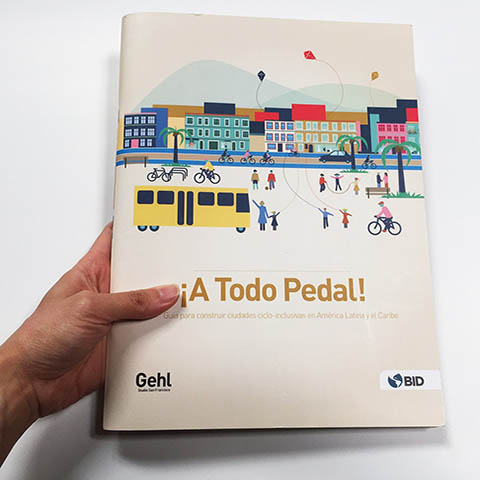 ¡A Todo Pedal!
Guía para construir ciudades ciclo-inclusivas en América Latina y el Caribe
Gehl
Studio San Francisco
BID